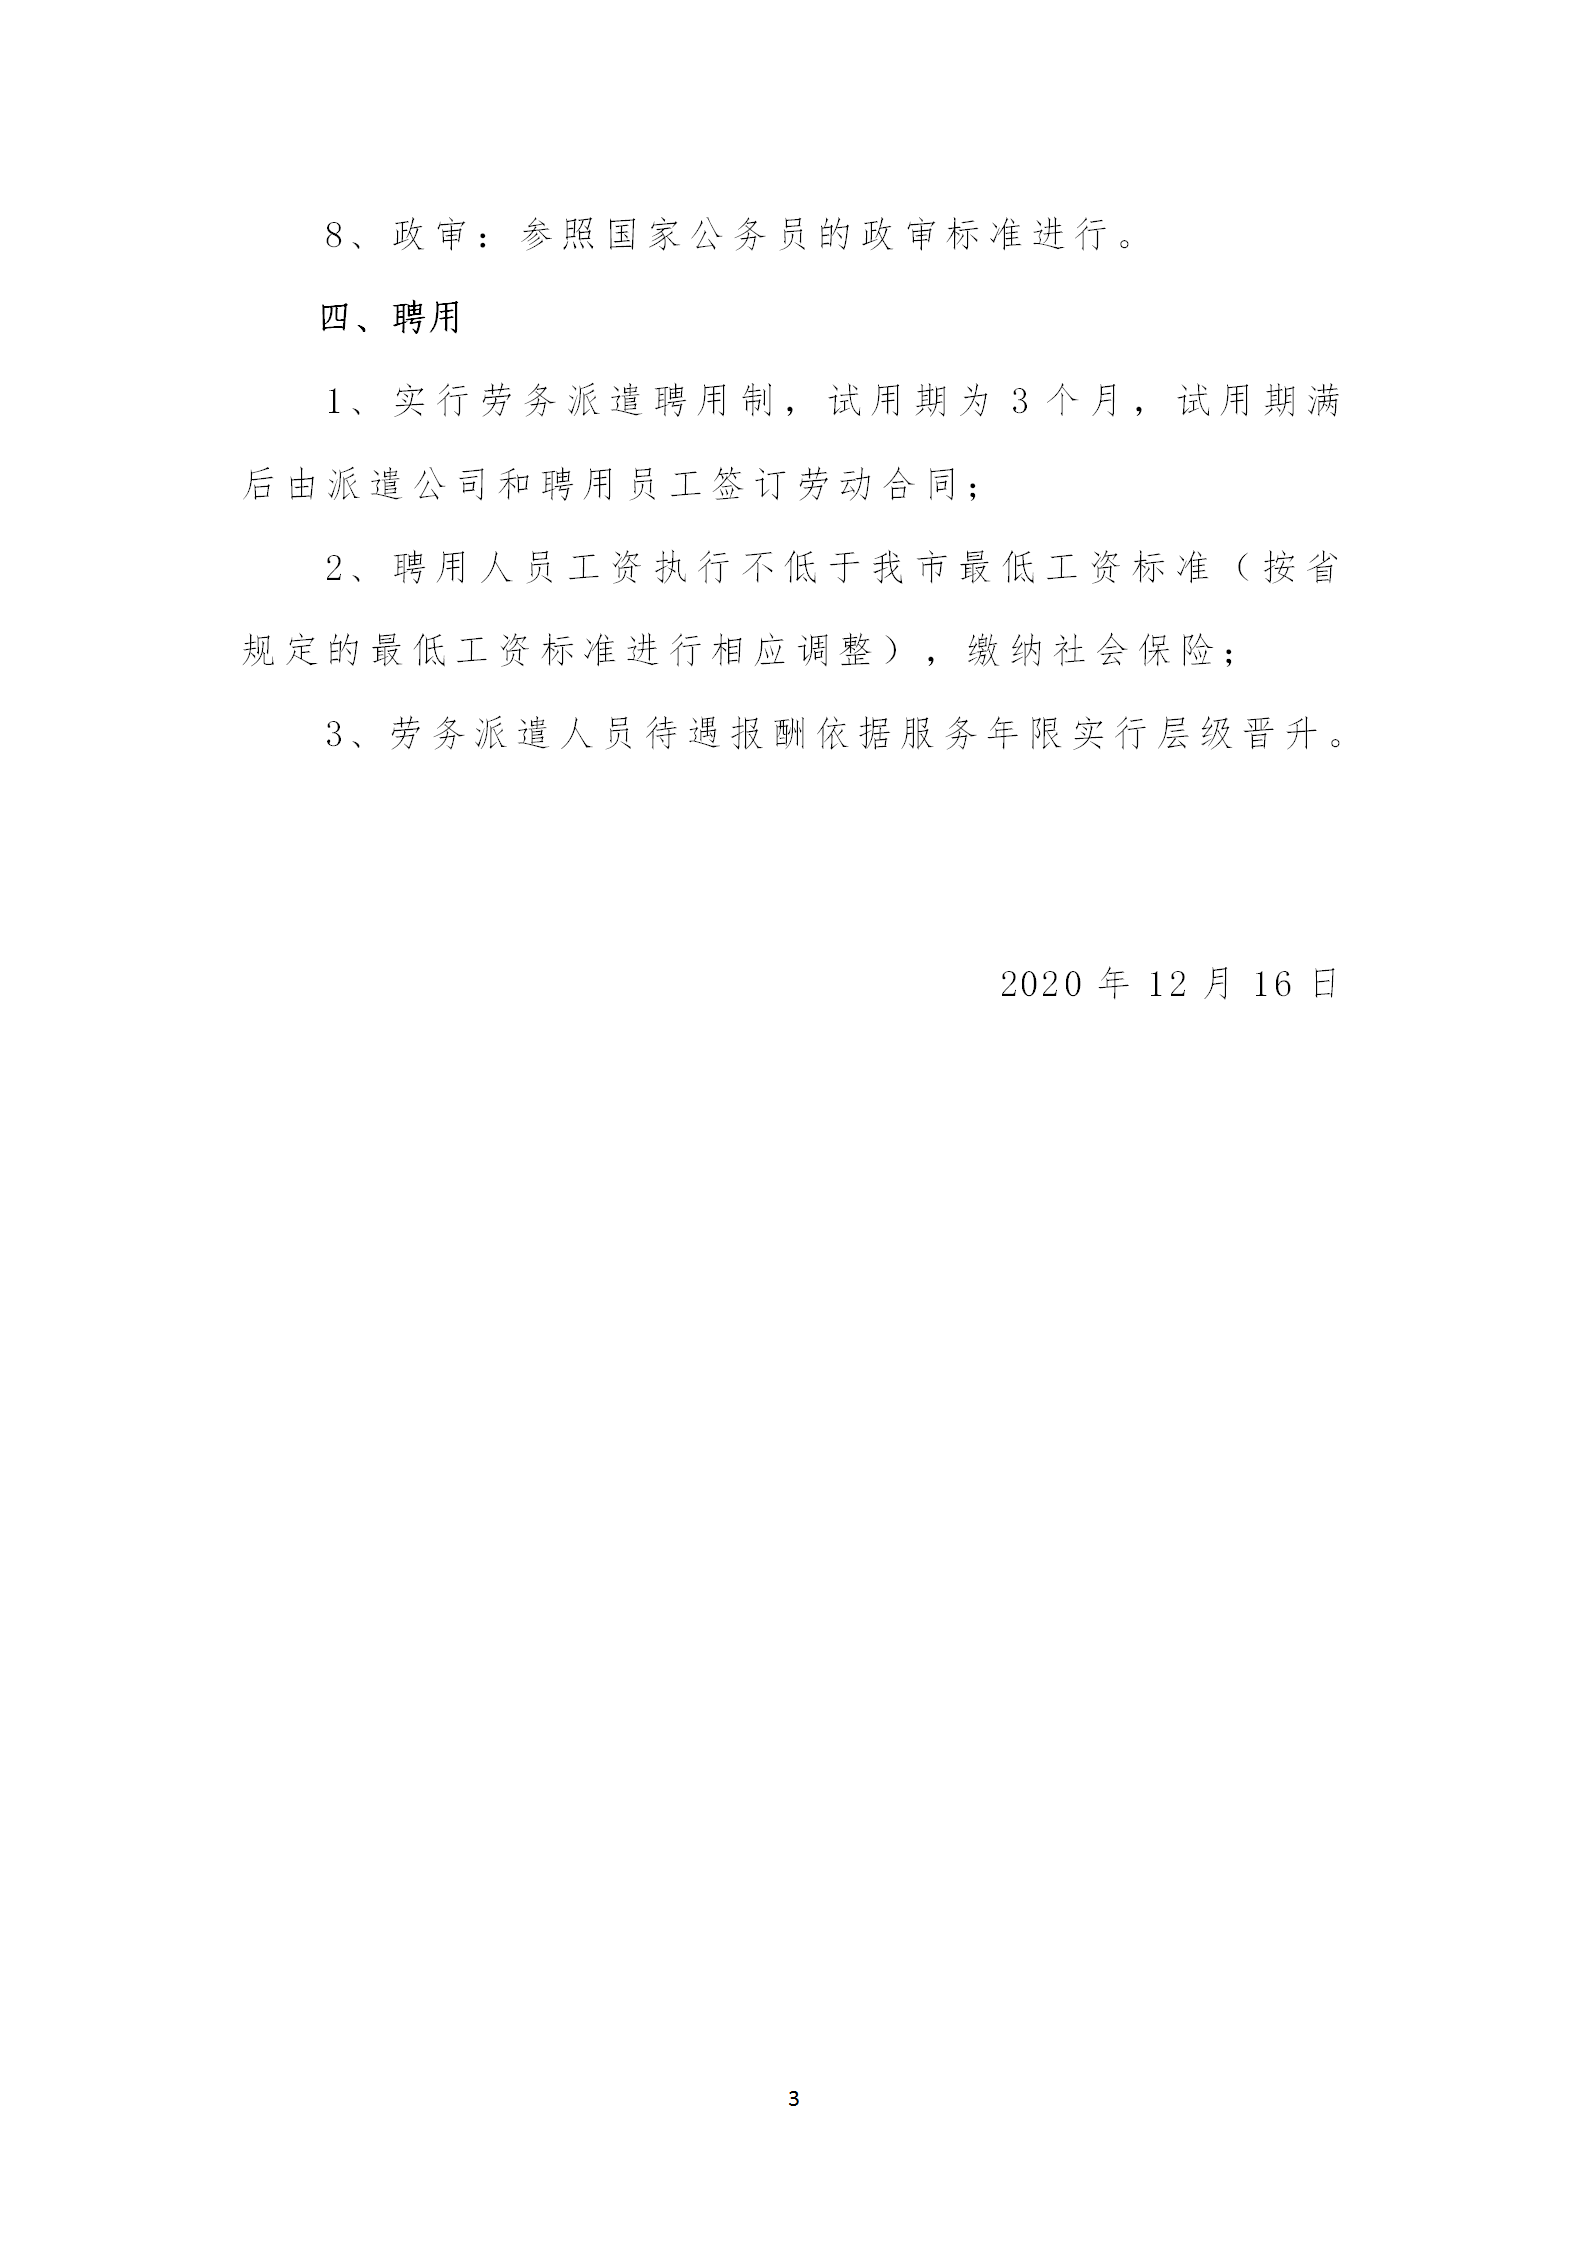 8、政审：参照国家公务员的政审标准进行。
四、聘用
1、实行劳务派遣聘用制，试用期为3个月，试用期满
后由派遣公司和聘用员工签订劳动合同；
2、聘用人员工资执行不低于我市最低工资标准（按省
规定的最低工资标准进行相应调整），缴纳社会保险；
3、劳务派遣人员待遇报酬依据服务年限实行层级晋升。
2020年12月16日
3